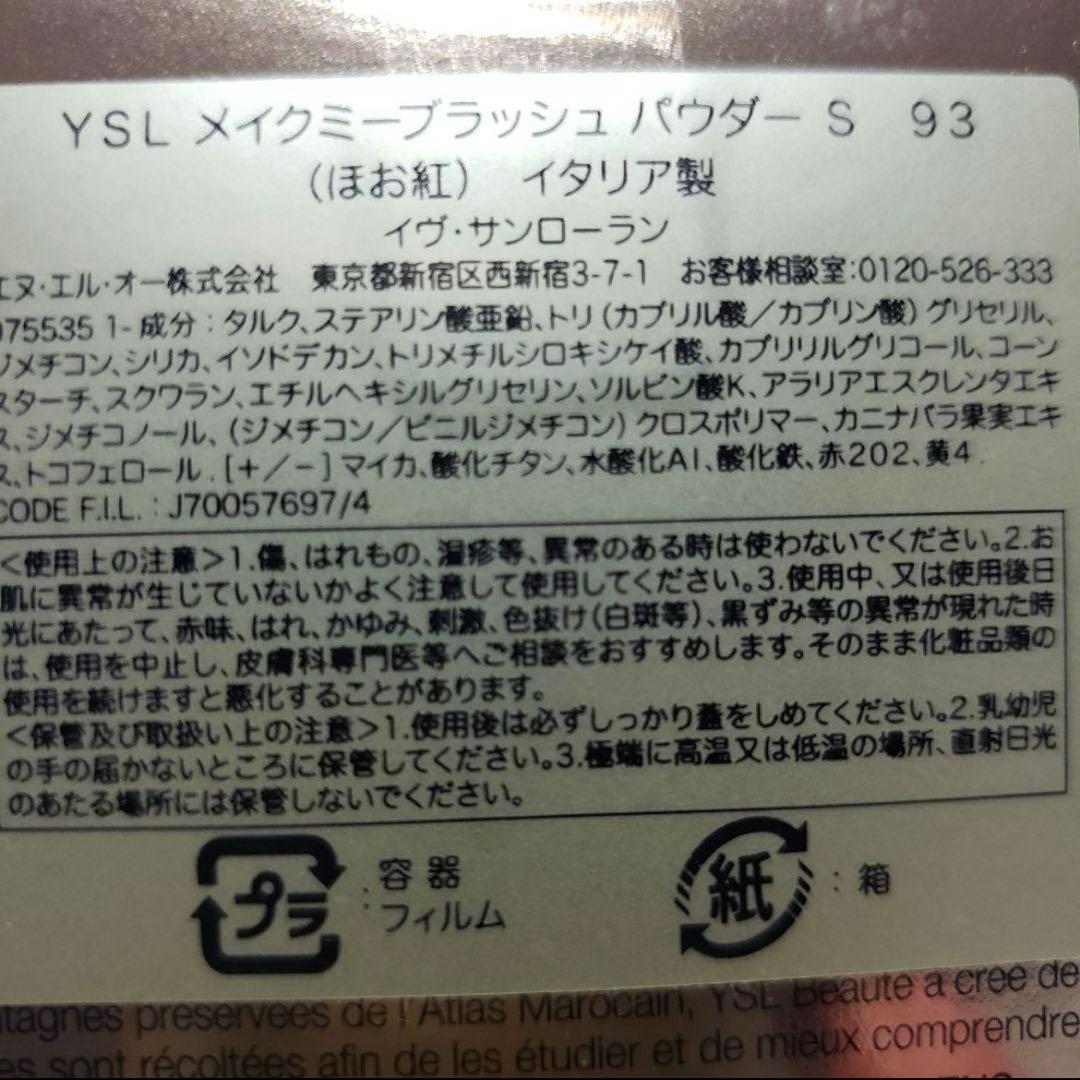 YSL メイクミーブラッシュ パウダー S 93
(ほお紅) イタリア製
イヴ・サンローラン
エヌ・エル・オー株式会社 東京都新宿区西新宿3-7-1 お客様相談室:0120-526-333
075535 1- 成分:タルク、ステアリン酸亜鉛、トリ(カプリル酸/カプリン酸)グリセリル、
ジメチコン、シリカ、イソドデカン、トリメチルシロキシケイ酸、カプリリルグリコール、コーン
スターチ、スクワラン、エチルヘキシルグリセリン、ソルビン酸K、アラリアエスクレンタエキ
ス、ジメチコノール、(ジメチコン/ビニルジメチコン)クロスポリマー、カニナバラ果実エキ
ス、トコフェロール. [+/-] マイカ、酸化チタン、水酸化Al、酸化鉄、赤202、黄4.
CODE F.I.L. : J70057697/4
<使用上の注意>1.傷、はれもの、湿疹等、異常のある時は使わないでください。2.お
肌に異常が生じていないかよく注意して使用してください。3.使用中、又は使用後日
光にあたって、赤味、はれ、かゆみ、刺激、色抜け(白斑等)、黒ずみ等の異常が現れた時
は、使用を中止し、皮膚科専門医等へご相談をおすすめします。そのまま化粧品類の
使用を続けますと悪化することがあります。
<保管及び取扱い上の注意>1.使用後は必ずしっかり蓋をしめてください。2.乳幼児
の手の届かないところに保管してください。3.極端に高温又は低温の場所、直射日光
のあたる場所には保管しないでください。
プラ : 容器
フィルム
紙 : 箱
tagnes préservées de l'Atlas Marocain, YSL Beauté a créé de
es sont récoltées afin de les étudier et de mieux comprendre